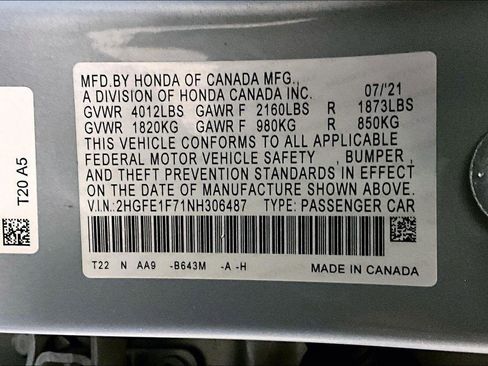 MFD.BY HONDA OF CANADA MFG.,
A DIVISION OF HONDA CANADA INC. 07/'21
GVWR 4012LBS GAWR F 2160LBS R 1873LBS
GVWR 1820KG GAWR F 980KG R 850KG
THIS VEHICLE CONFORMS TO ALL APPLICABLE
FEDERAL MOTOR VEHICLE SAFETY , BUMPER ,
AND THEFT PREVENTION STANDARDS IN EFFECT
ON THE DATE OF MANUFACTURE SHOWN ABOVE.
V.I.N:2HGFE1F71NH306487 TYPE: PASSENGER CAR
T22 N AA9 -B643M -A -H MADE IN CANADA
T20 A5